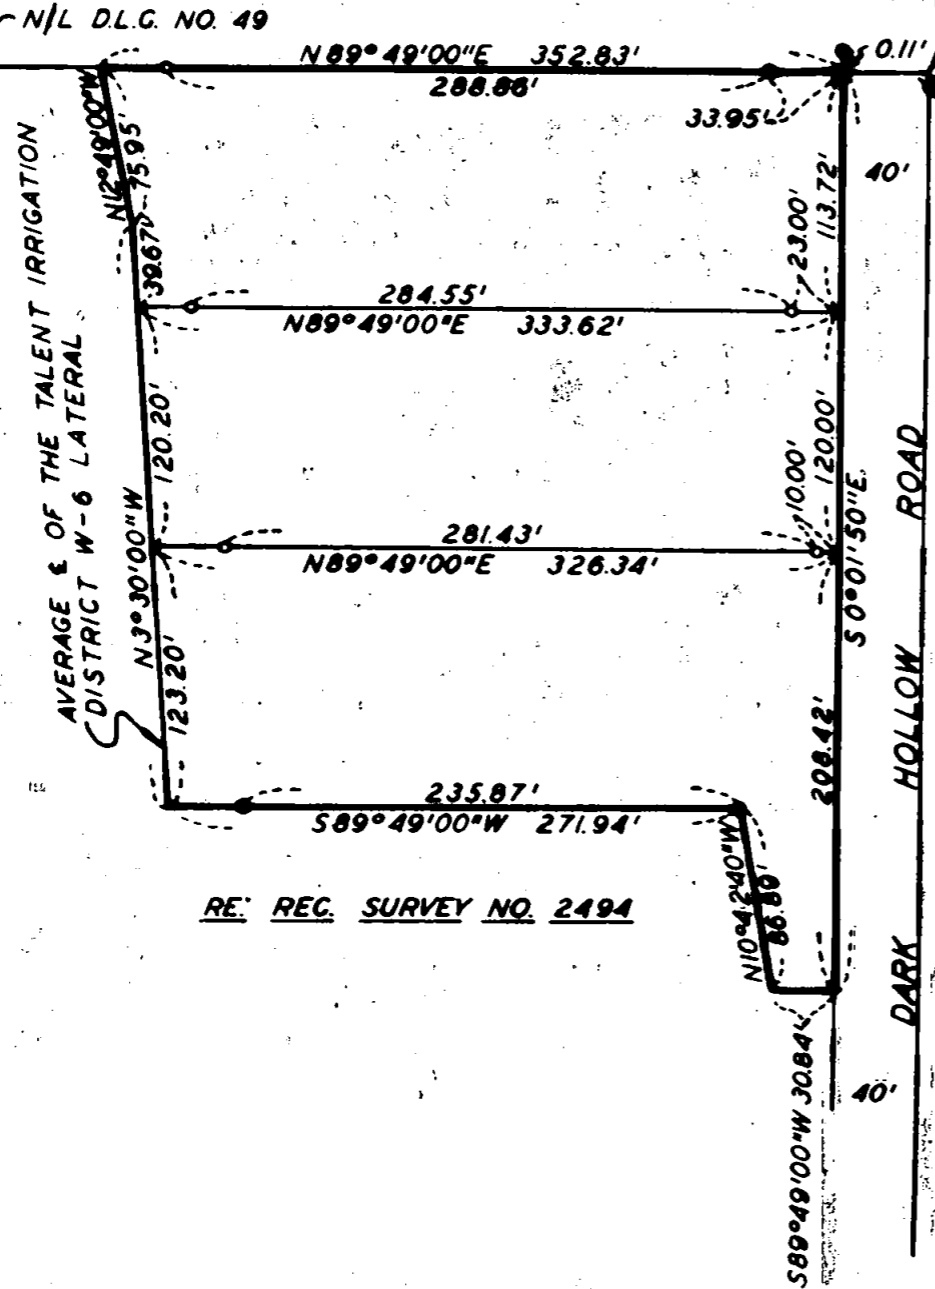 N/L D.L.C. NO. 49
N89°49'00"E 352.83'
288.86'
0.11'
33.95'
40'
N12°49'00"W
75.95'
39.67'
113.72'
23.00'
AVERAGE ℄ OF THE TALENT IRRIGATION
DISTRICT W-6 LATERAL
284.55'
N89°49'00"E 333.62'
120.20'
120.00'
10.00'
N3°30'00"W
281.43'
N89°49'00"E 326.34'
S0°01'50"E
DARK HOLLOW ROAD
123.20'
208.42'
235.87'
S89°49'00"W 271.94'
N10°42'40"W
86.89'
RE: REC. SURVEY NO. 2494
S89°49'00"W 30.84'
40'